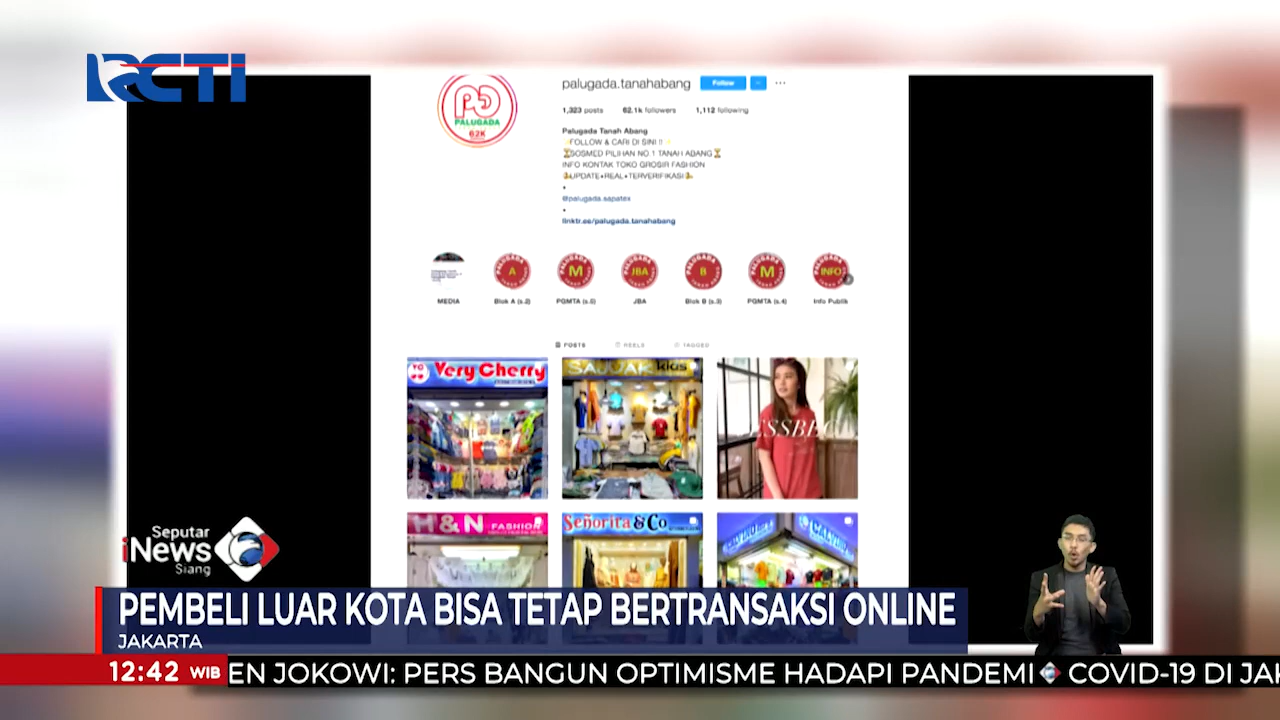 RCTI
palugada.tanahabang
Follow
1,323 posts 62.1k followers 1,112 following
PALUGADA
62K
Palugada Tanah Abang
FOLLOW & CARI DI SINI !!
SOSMED PILIHAN NO.1 TANAH ABANG
INFO KONTAK TOKO GROSIR FASHION
UPDATE•REAL•TERVERIFIKASI
@palugada.sapatex
linktr.ee/palugada.tanahabang
A M JBA B M INFO
MEDIA Blok A (s.2) PGMTA (s.5) JBA Blok B (s.3) PGMTA (s.4) Info Publik
POSTS REELS TAGGED
Very Cherry
kids
H&N FASHION
Señorita & Co
Seputar
iNews
Siang
PEMBELI LUAR KOTA BISA TETAP BERTRANSAKSI ONLINE
JAKARTA
12:42 WIB
EN JOKOWI: PERS BANGUN OPTIMISME HADAPI PANDEMI COVID-19 DI JAK